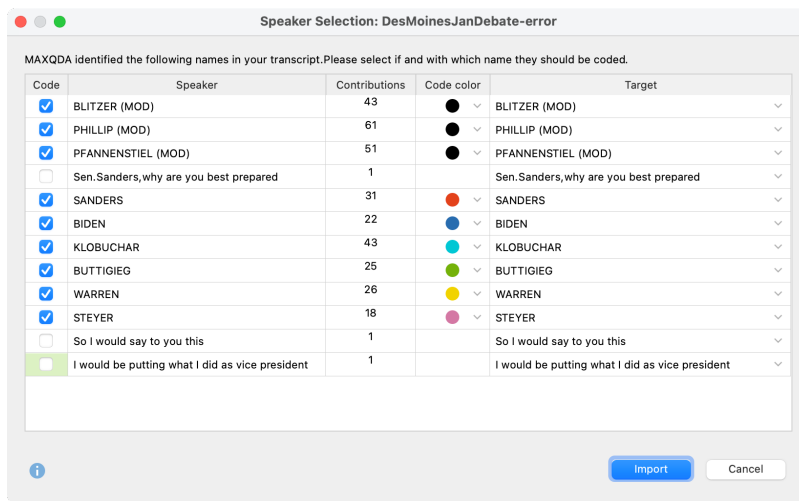 Speaker Selection: DesMoinesJanDebate-error
MAXQDA identified the following names in your transcript.Please select if and with which name they should be coded.
Code Speaker Contributions Code color Target
BLITZER (MOD) 43 BLITZER (MOD)
PHILLIP (MOD) 61 PHILLIP (MOD)
PFANNENSTIEL (MOD) 51 PFANNENSTIEL (MOD)
Sen.Sanders,why are you best prepared 1 Sen.Sanders,why are you best prepared
SANDERS 31 SANDERS
BIDEN 22 BIDEN
KLOBUCHAR 43 KLOBUCHAR
BUTTIGIEG 25 BUTTIGIEG
WARREN 26 WARREN
STEYER 18 STEYER
So I would say to you this 1 So I would say to you this
I would be putting what I did as vice president 1 I would be putting what I did as vice president
Import Cancel